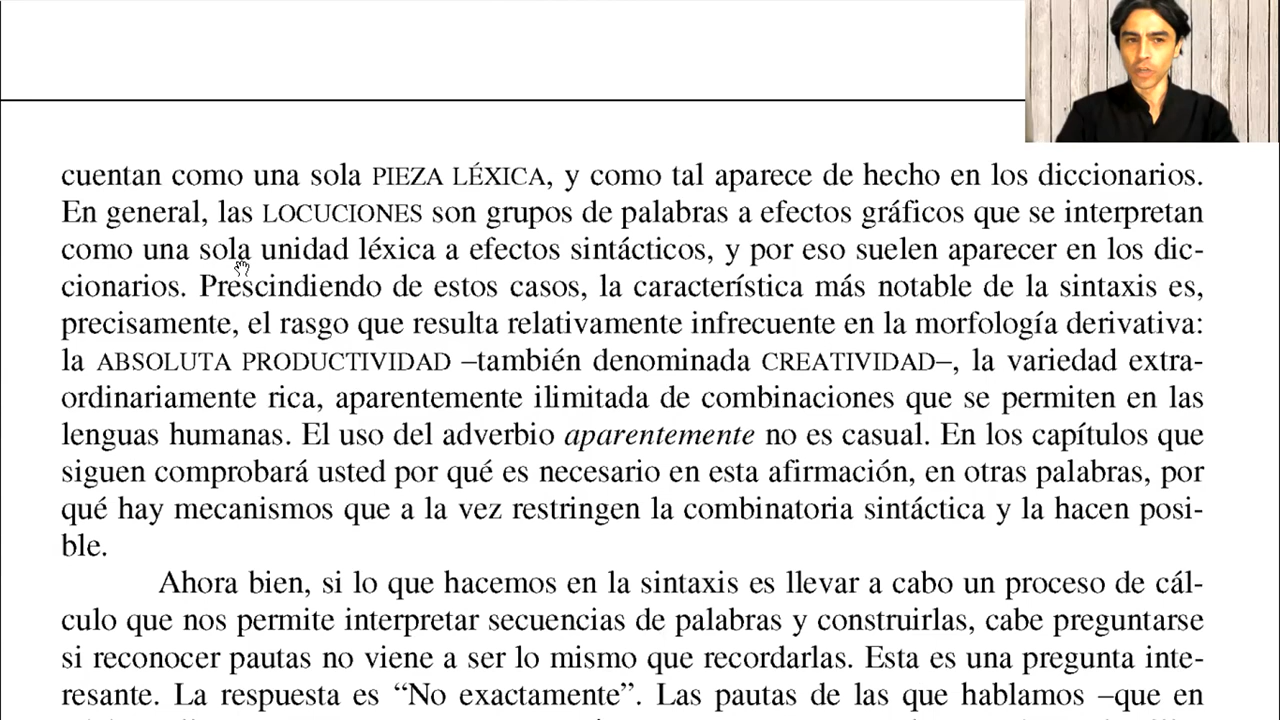 cuentan como una sola PIEZA LÉXICA, y como tal aparece de hecho en los diccionarios.
En general, las LOCUCIONES son grupos de palabras a efectos gráficos que se interpretan
como una sola unidad léxica a efectos sintácticos, y por eso suelen aparecer en los dic-
cionarios. Prescindiendo de estos casos, la característica más notable de la sintaxis es,
precisamente, el rasgo que resulta relativamente infrecuente en la morfología derivativa:
la ABSOLUTA PRODUCTIVIDAD –también denominada CREATIVIDAD–, la variedad extra-
ordinariamente rica, aparentemente ilimitada de combinaciones que se permiten en las
lenguas humanas. El uso del adverbio aparentemente no es casual. En los capítulos que
siguen comprobará usted por qué es necesario en esta afirmación, en otras palabras, por
qué hay mecanismos que a la vez restringen la combinatoria sintáctica y la hacen posi-
ble.
Ahora bien, si lo que hacemos en la sintaxis es llevar a cabo un proceso de cál-
culo que nos permite interpretar secuencias de palabras y construirlas, cabe preguntarse
si reconocer pautas no viene a ser lo mismo que recordarlas. Esta es una pregunta inte-
resante. La respuesta es “No exactamente”. Las pautas de las que hablamos –que en